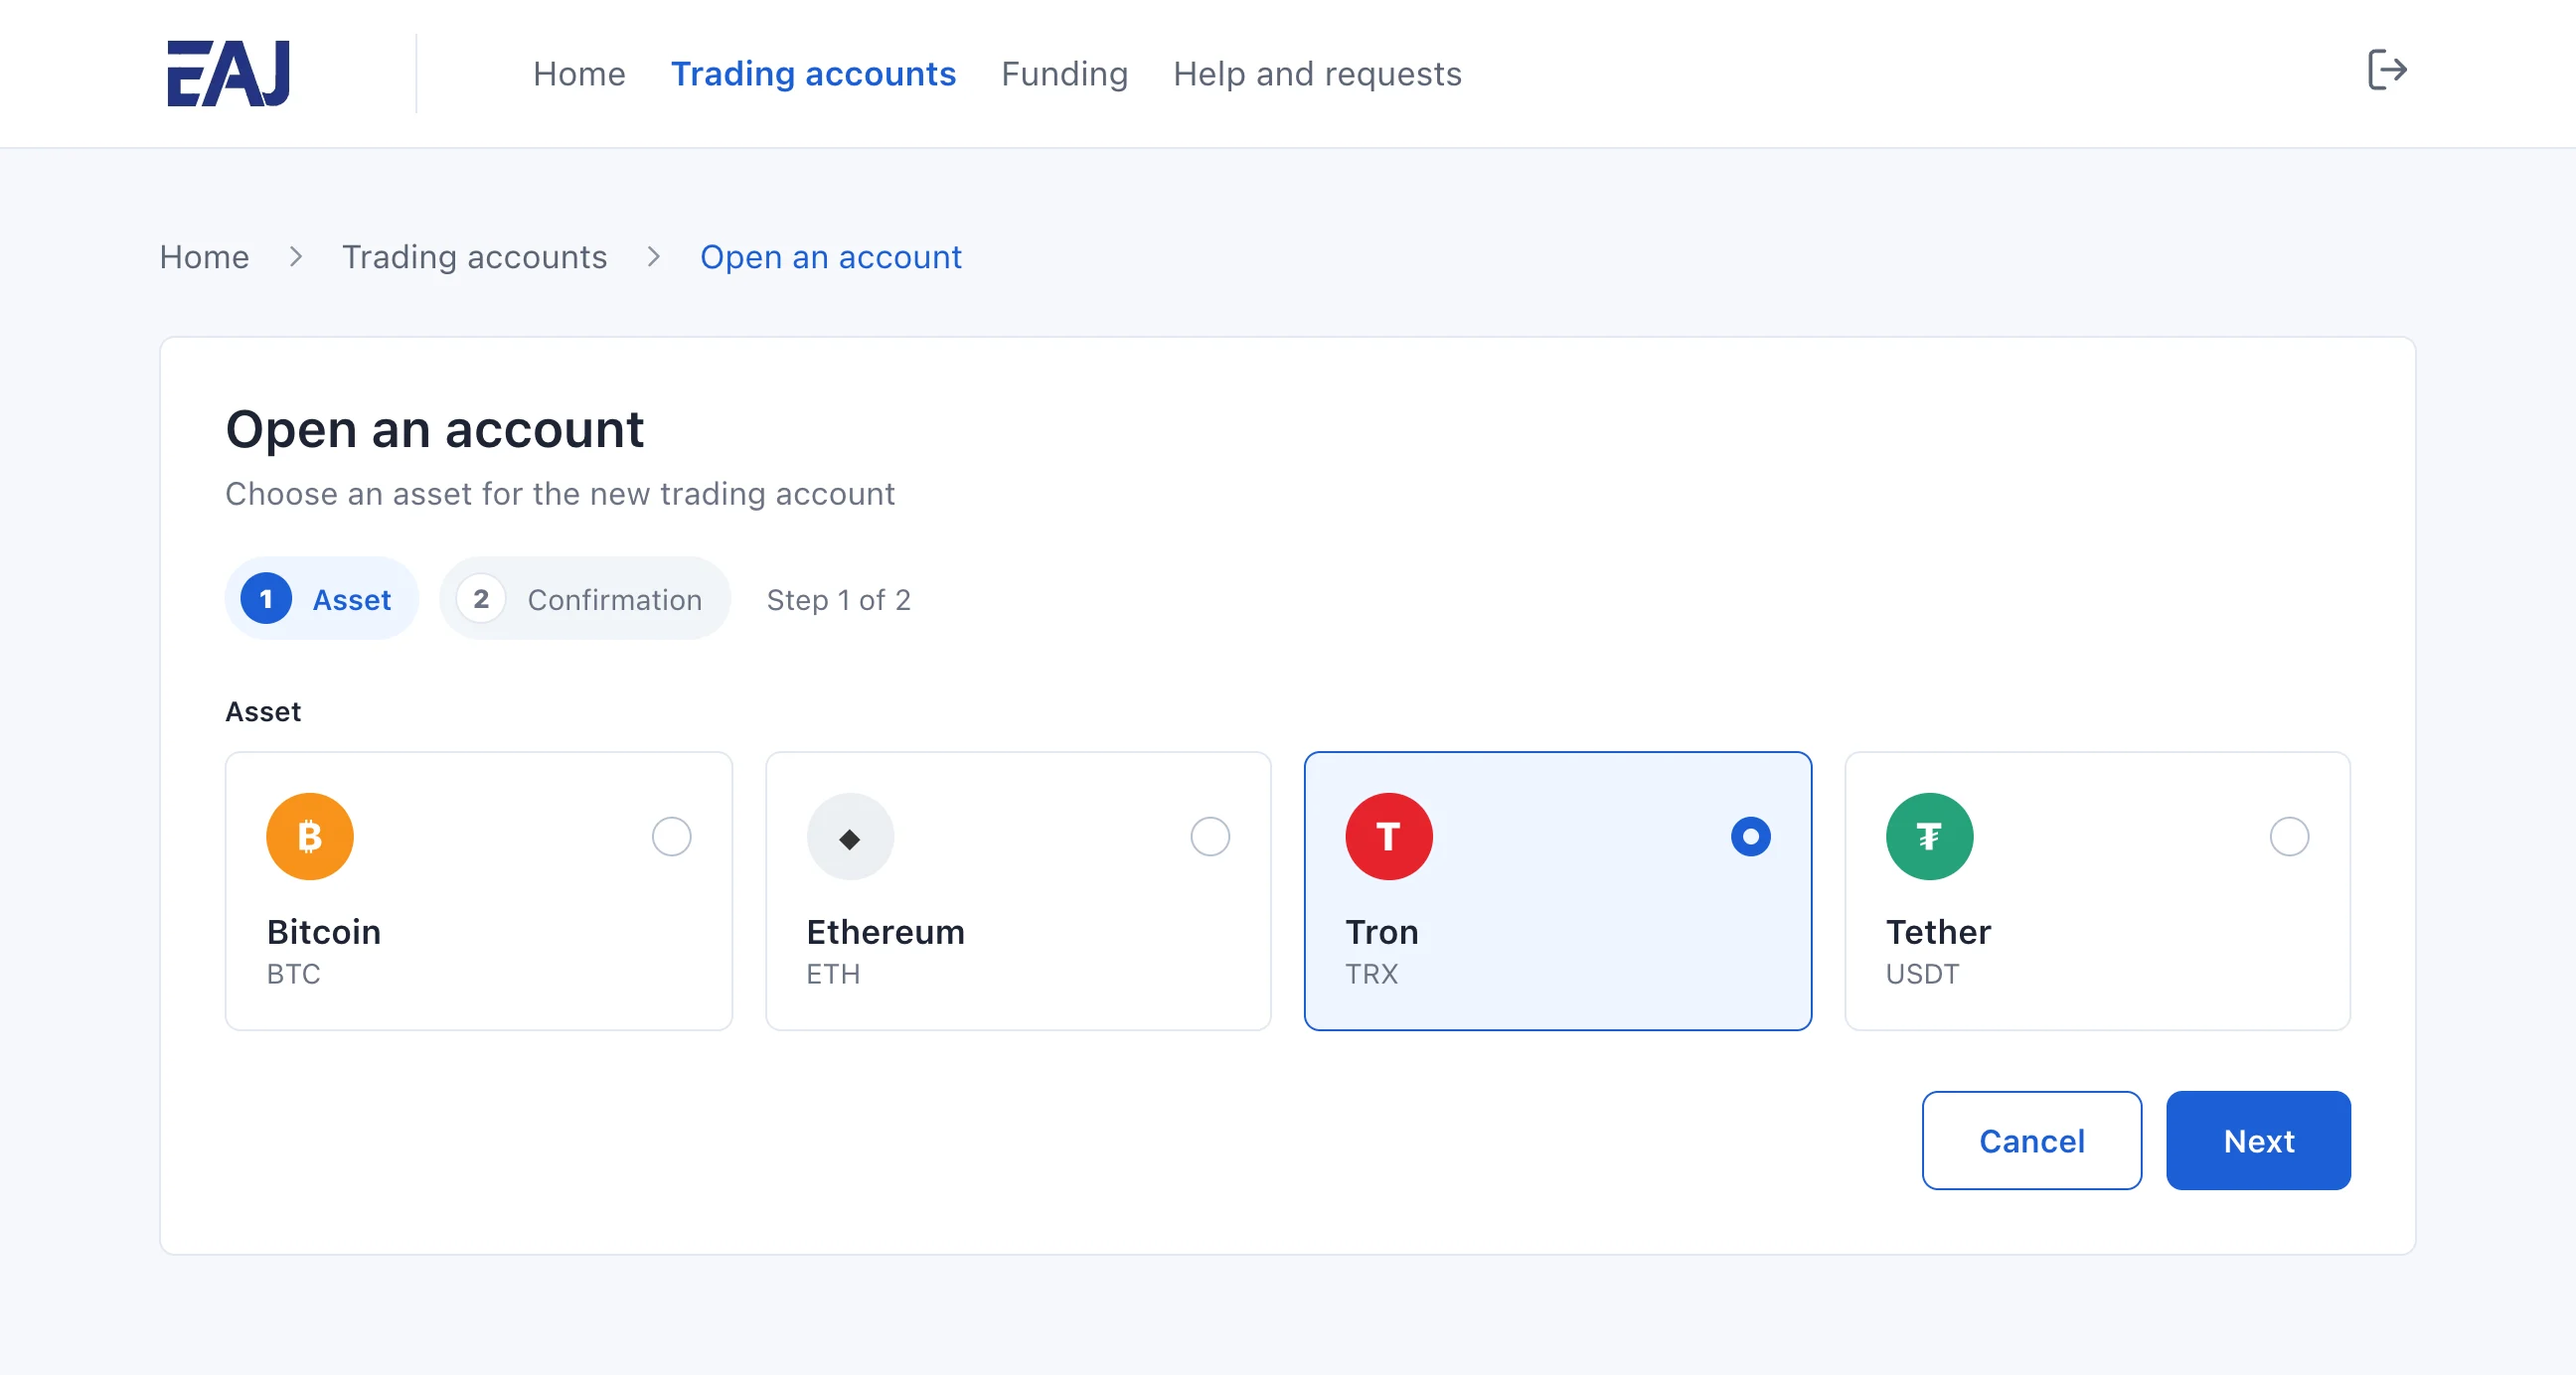 EAJ
Home Trading accounts Funding Help and requests
Home > Trading accounts > Open an account
Open an account
Choose an asset for the new trading account
1 Asset 2 Confirmation Step 1 of 2
Asset
₿ T ₮
Bitcoin Ethereum Tron Tether
BTC ETH TRX USDT
Cancel Next